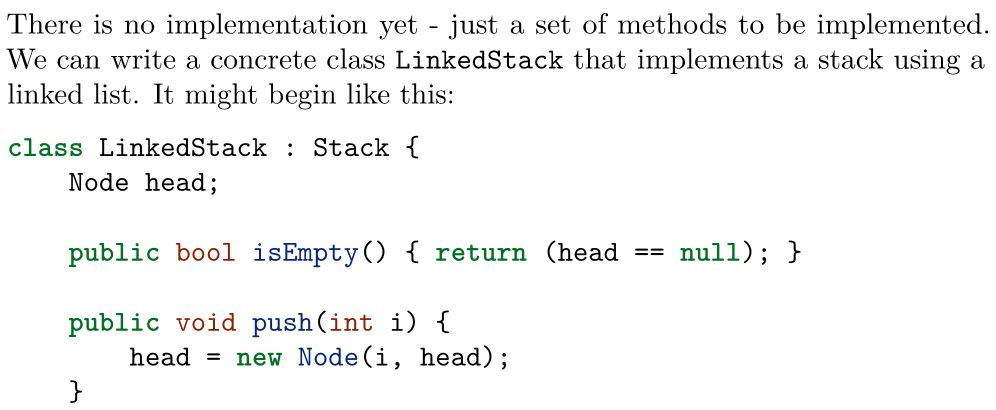 There is no implementation yet - just a set of methods to be implemented.
We can write a concrete class LinkedStack that implements a stack using a
linked list. It might begin like this:
class LinkedStack : Stack {
    Node head;
    public bool isEmpty() { return (head == null); }
    public void push(int i) {
        head = new Node(i, head);
    }